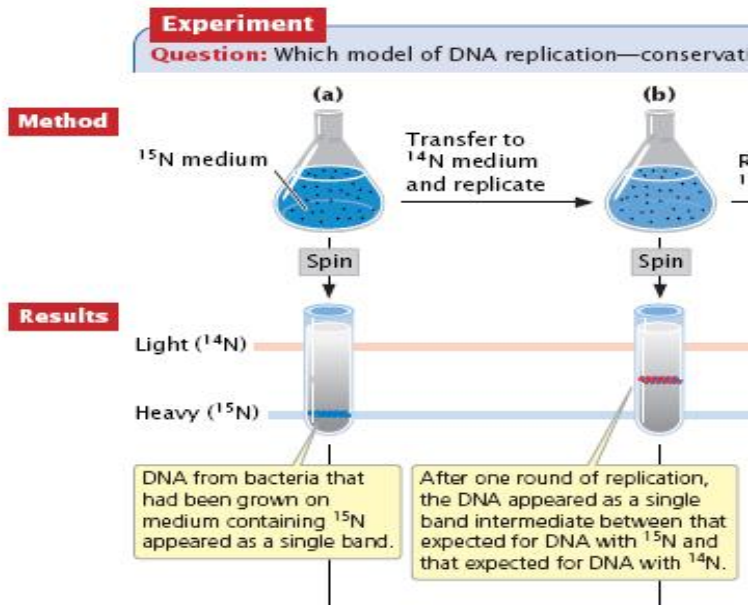 Experiment
Question: Which model of DNA replication—conservati
(a)
(b)
Method
¹⁵N medium
Transfer to
¹⁴N medium
and replicate
R
1
Spin
Spin
Results
Light (¹⁴N)
Heavy (¹⁵N)
DNA from bacteria that
had been grown on
medium containing ¹⁵N
appeared as a single band.
After one round of replication,
the DNA appeared as a single
band intermediate between that
expected for DNA with ¹⁵N and
that expected for DNA with ¹⁴N.